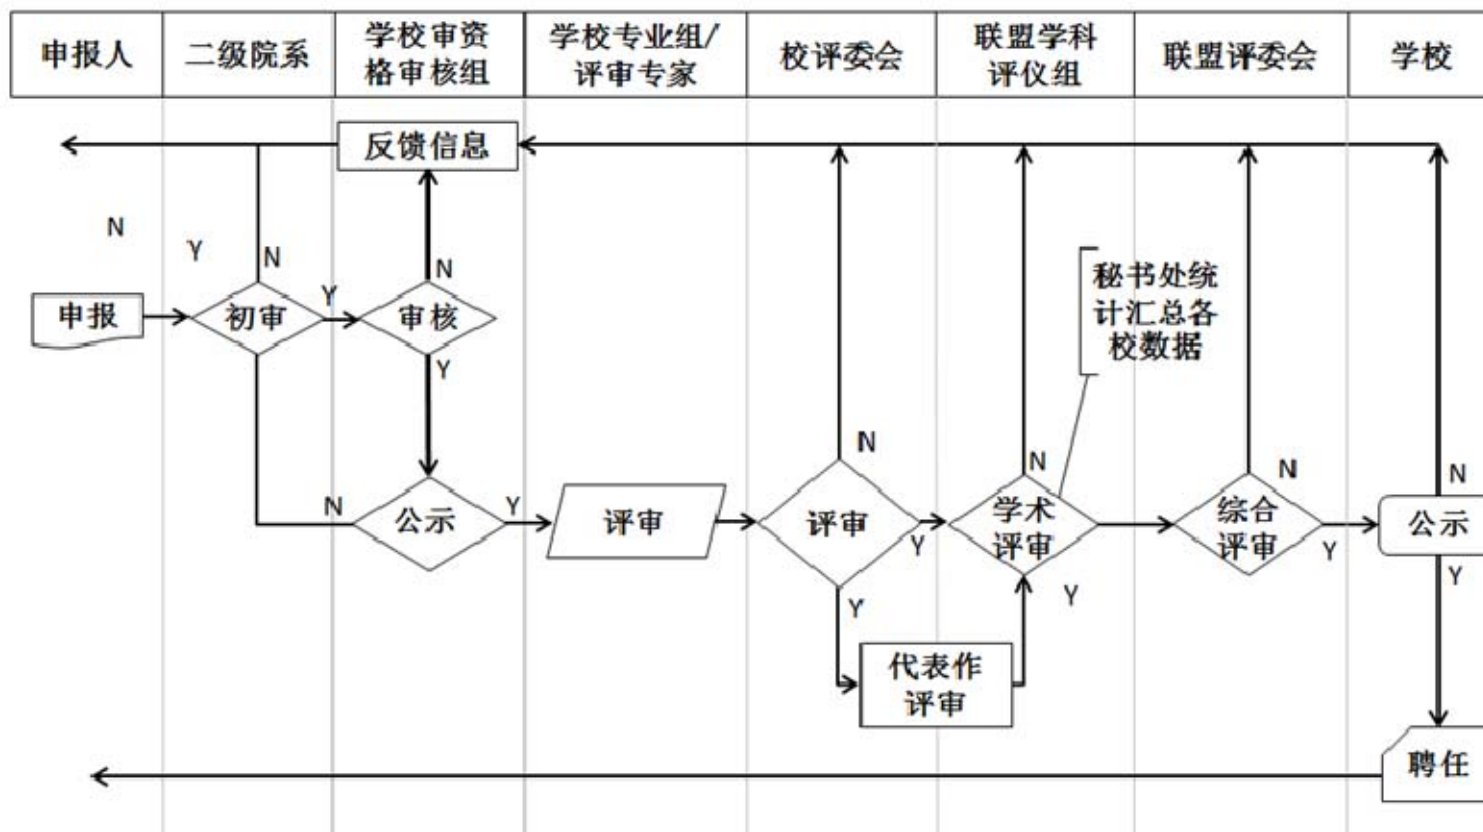 申报人
二级院系
学校审资
格审核组
学校专业组/
评审专家
校评委会
联盟学科
评仪组
联盟评委会
学校
反馈信息
N
Y
N
N
申报
初审
Y
审核
Y
秘书处统
计汇总各
校数据
N
公示
Y
评审
N
评审
Y
Y
N
学术
评审
Y
N
综合
评审
Y
N
公示
Y
代表作
评审
聘任